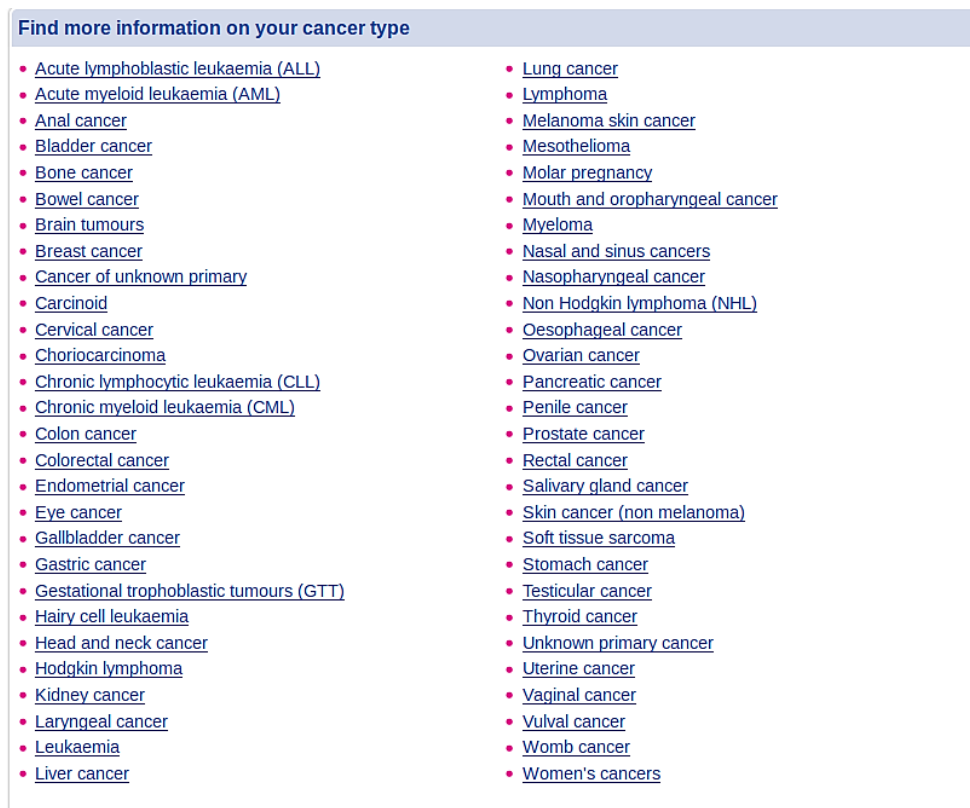 Find more information on your cancer type
Acute lymphoblastic leukaemia (ALL)
Acute myeloid leukaemia (AML)
Anal cancer
Bladder cancer
Bone cancer
Bowel cancer
Brain tumours
Breast cancer
Cancer of unknown primary
Carcinoid
Cervical cancer
Choriocarcinoma
Chronic lymphocytic leukaemia (CLL)
Chronic myeloid leukaemia (CML)
Colon cancer
Colorectal cancer
Endometrial cancer
Eye cancer
Gallbladder cancer
Gastric cancer
Gestational trophoblastic tumours (GTT)
Hairy cell leukaemia
Head and neck cancer
Hodgkin lymphoma
Kidney cancer
Laryngeal cancer
Leukaemia
Liver cancer
Lung cancer
Lymphoma
Melanoma skin cancer
Mesothelioma
Molar pregnancy
Mouth and oropharyngeal cancer
Myeloma
Nasal and sinus cancers
Nasopharyngeal cancer
Non Hodgkin lymphoma (NHL)
Oesophageal cancer
Ovarian cancer
Pancreatic cancer
Penile cancer
Prostate cancer
Rectal cancer
Salivary gland cancer
Skin cancer (non melanoma)
Soft tissue sarcoma
Stomach cancer
Testicular cancer
Thyroid cancer
Unknown primary cancer
Uterine cancer
Vaginal cancer
Vulval cancer
Womb cancer
Women's cancers